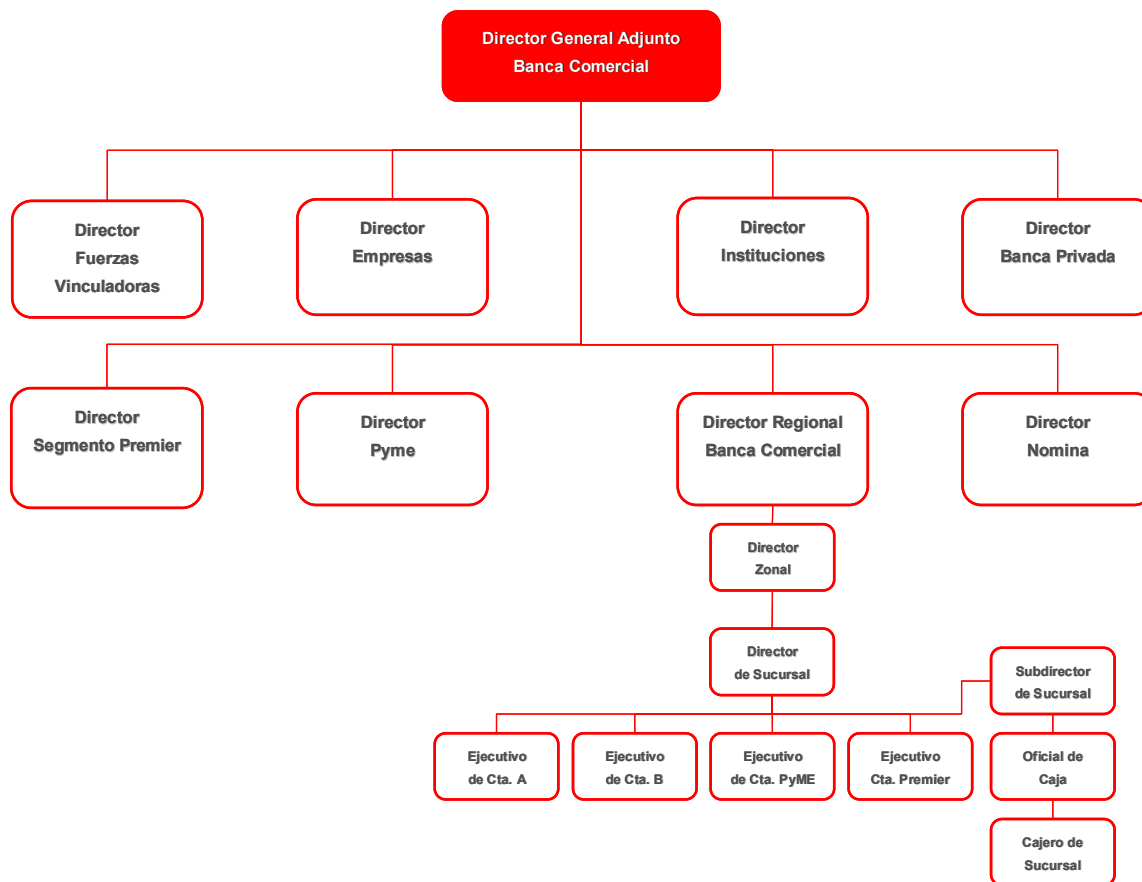 Director General Adjunto
Banca Comercial
Director
Fuerzas
Vinculadoras
Director
Empresas
Director
Instituciones
Director
Banca Privada
Director
Segmento Premier
Director
Pyme
Director Regional
Banca Comercial
Director
Nomina
Director
Zonal
Director
de Sucursal
Subdirector
de Sucursal
Ejecutivo
de Cta. A
Ejecutivo
de Cta. B
Ejecutivo
de Cta. PyME
Ejecutivo
Cta. Premier
Oficial de
Caja
Cajero de
Sucursal